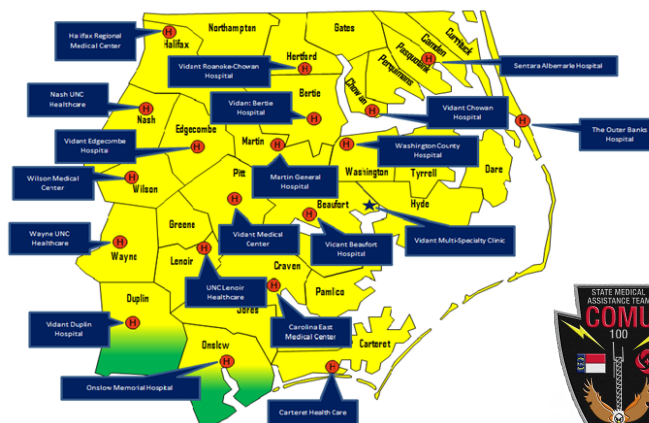 Northampton
Gates
Currituck
Camden
Pasquotank
Perquimans
Halifax Regional
Medical Center
Halifax
Hertford
Vidant Roanoke-Chowan
Hospital
Sentara Albemarle Hospital
Nash UNC
Healthcare
Nash
Vidant Bertie
Hospital
Bertie
Chowan
Vidant Chowan
Hospital
The Outer Banks
Hospital
Edgecombe
Vidant Edgecombe
Hospital
Martin
Martin General
Hospital
Washington County
Hospital
Washington
Tyrrell
Dare
Wilson Medical
Center
Wilson
Pitt
Vidant Medical
Center
Beaufort
Vidant Beaufort
Hospital
Hyde
Vidant Multi-Specialty Clinic
Greene
Wayne UNC
Healthcare
Wayne
Lenoir
UNC Lenoir
Healthcare
Craven
Pamlico
Carolina East
Medical Center
Jones
Duplin
Vidant Duplin
Hospital
Onslow
Onslow Memorial Hospital
Carteret
Carteret Health Care
STATE MEDICAL
ASSISTANCE TEAM
COMU
100